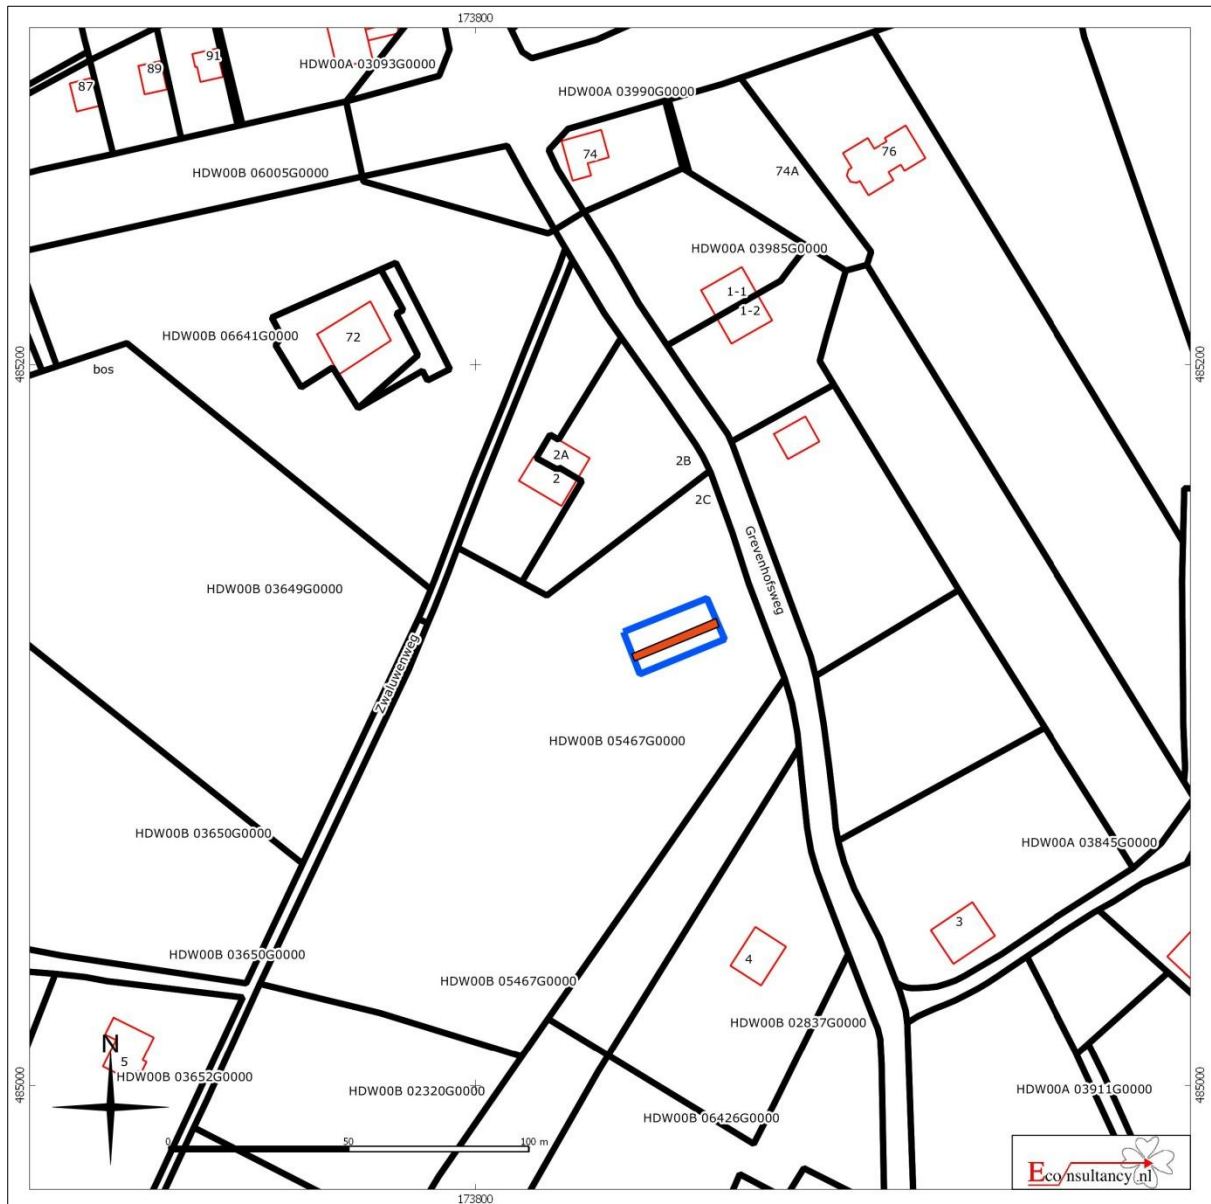 173800
87
89
91
HDW00A 03093G0000
HDW00A 03990G0000
74
76
HDW00B 06005G0000
74A
HDW00A 03985G0000
1-1
1-2
HDW00B 06641G0000
72
bos
485200
485200
2A
2
2B
2C
Grevenhofsweg
HDW00B 03649G0000
Zwaluwenweg
HDW00B 05467G0000
HDW00B 03650G0000
HDW00A 03845G0000
3
HDW00B 03650G0000
4
HDW00B 05467G0000
HDW00B 02837G0000
N
5
HDW00B 03652G0000
485000
485000
HDW00B 02320G0000
HDW00A 03911G0000
HDW00B 06426G0000
0
50
100 m
Econsultancy.nl
173800